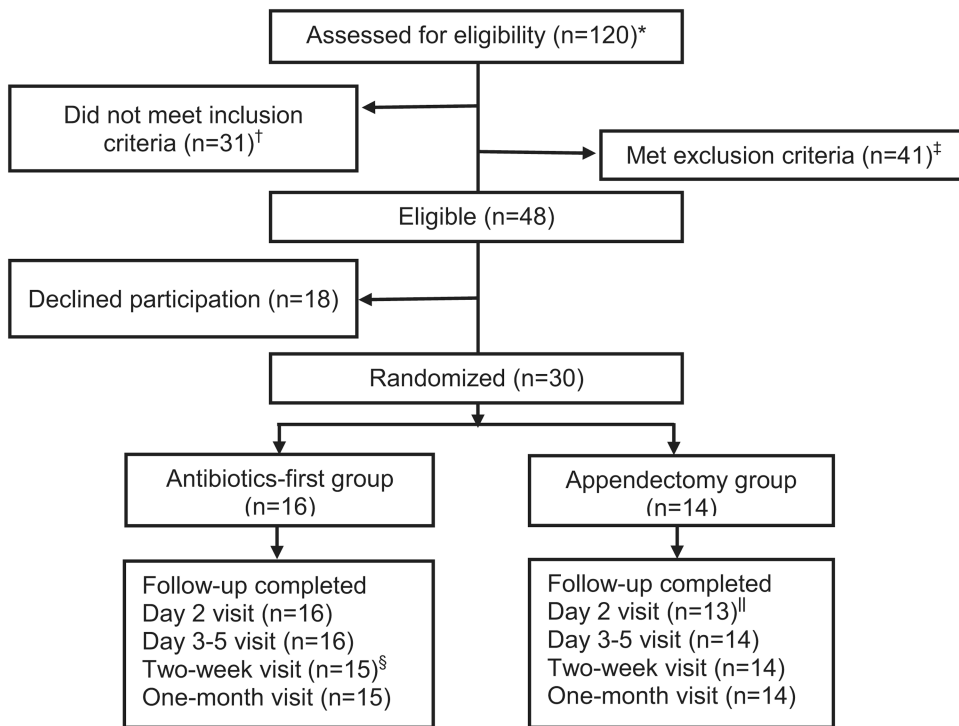 Assessed for eligibility (n=120)*
Did not meet inclusion
criteria (n=31)†
Met exclusion criteria (n=41)‡
Eligible (n=48)
Declined participation (n=18)
Randomized (n=30)
Antibiotics-first group
(n=16)
Appendectomy group
(n=14)
Follow-up completed
Day 2 visit (n=16)
Day 3-5 visit (n=16)
Two-week visit (n=15)§
One-month visit (n=15)
Follow-up completed
Day 2 visit (n=13)||
Day 3-5 visit (n=14)
Two-week visit (n=14)
One-month visit (n=14)